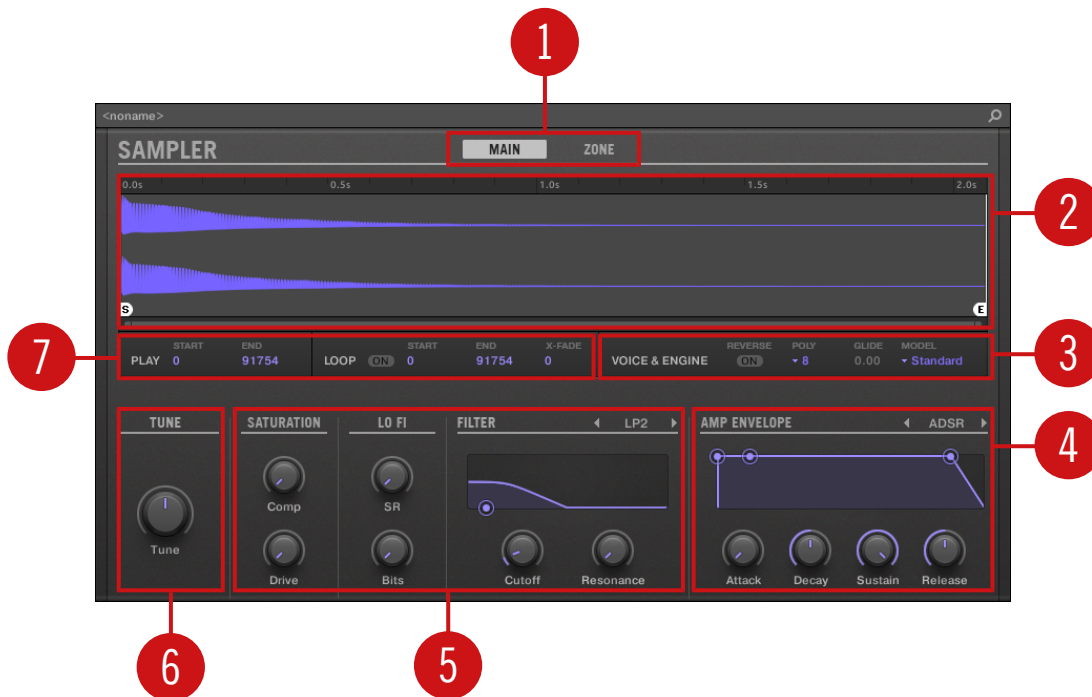 1
<noname>
SAMPLER
MAIN ZONE
0.0s 0.5s 1.0s 1.5s 2.0s
2
S E
7
START END START END X-FADE REVERSE POLY GLIDE MODEL
PLAY 0 91754 LOOP ON 0 91754 0 VOICE & ENGINE ON 8 0.00 Standard
3
TUNE SATURATION LO FI FILTER LP2 AMP ENVELOPE ADSR
4
Comp SR
Tune
Drive Bits Cutoff Resonance Attack Decay Sustain Release
6 5